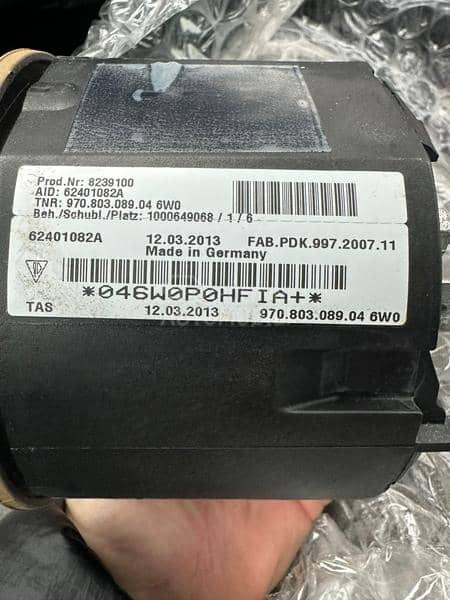 Prod.Nr: 8239100
AID: 62401082A
TNR: 970.803.089.04 6W0
Beh./Schubl./Platz: 1000649068 / 1 / 6
62401082A 12.03.2013 FAB.PDK.997.2007.11
Made in Germany
*046W0P0HFIA+*
TAS 12.03.2013 970.803.089.04 6W0